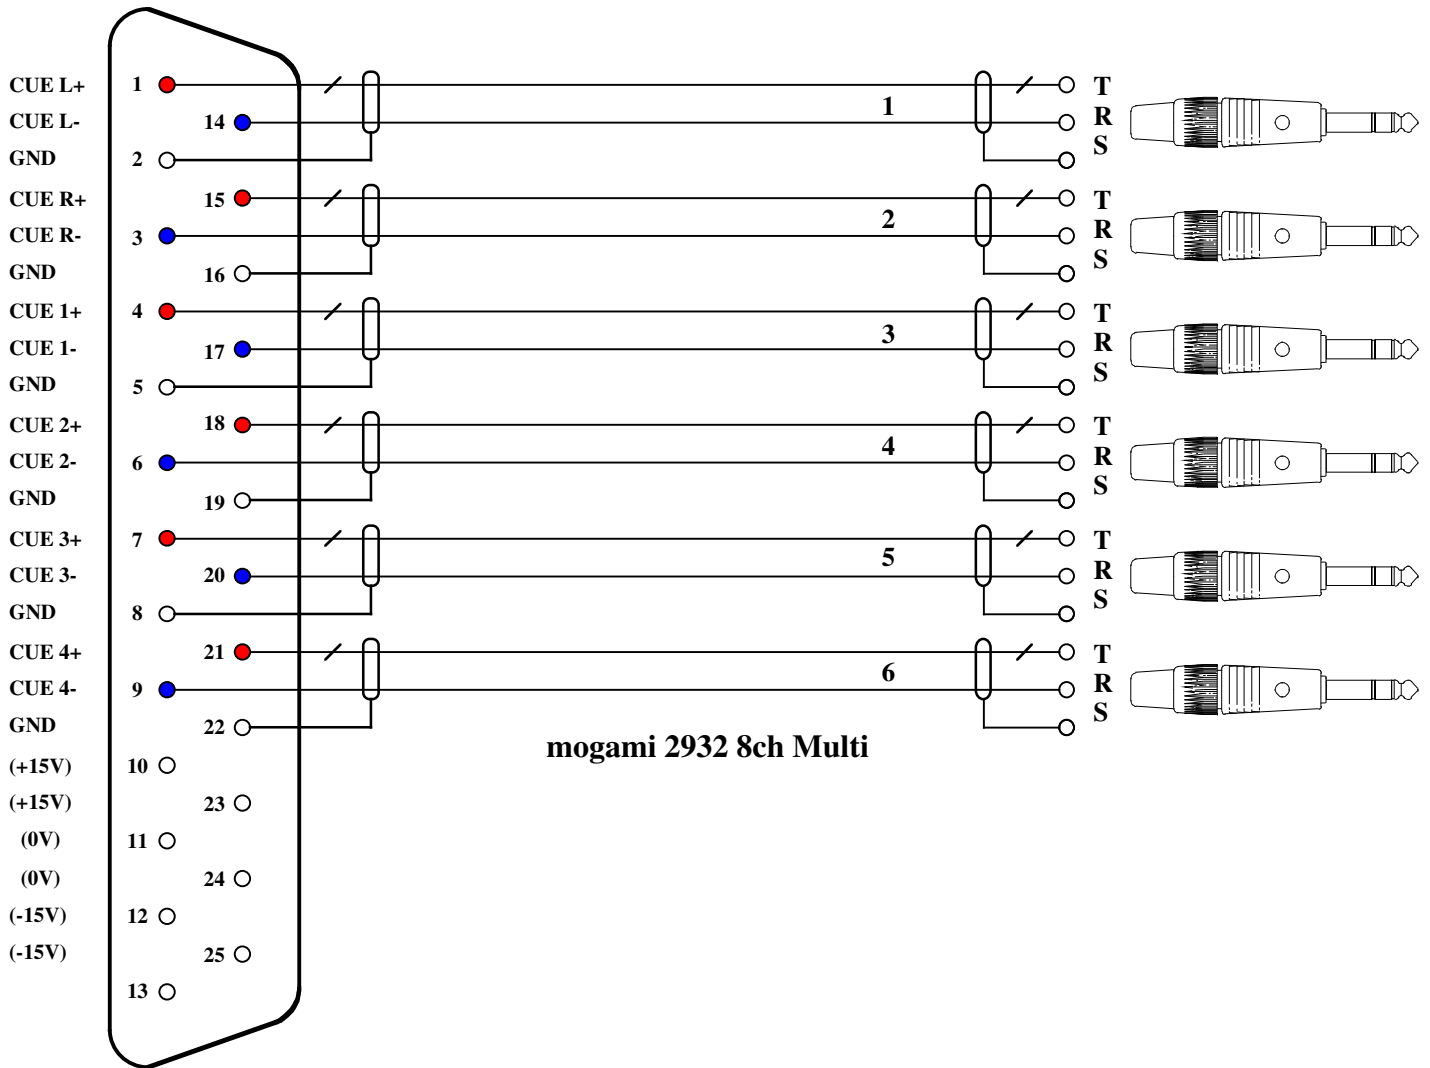 CUE L+ 1 T
1
CUE L- 14 R
GND 2 S
CUE R+ 15 T
2
CUE R- 3 R
GND 16 S
CUE 1+ 4 T
3
CUE 1- 17 R
GND 5 S
CUE 2+ 18 T
4
CUE 2- 6 R
GND 19 S
CUE 3+ 7 T
5
CUE 3- 20 R
GND 8 S
CUE 4+ 21 T
6
CUE 4- 9 R
GND 22 S
mogami 2932 8ch Multi
(+15V) 10
(+15V) 23
(0V) 11
(0V) 24
(-15V) 12
(-15V) 25
13